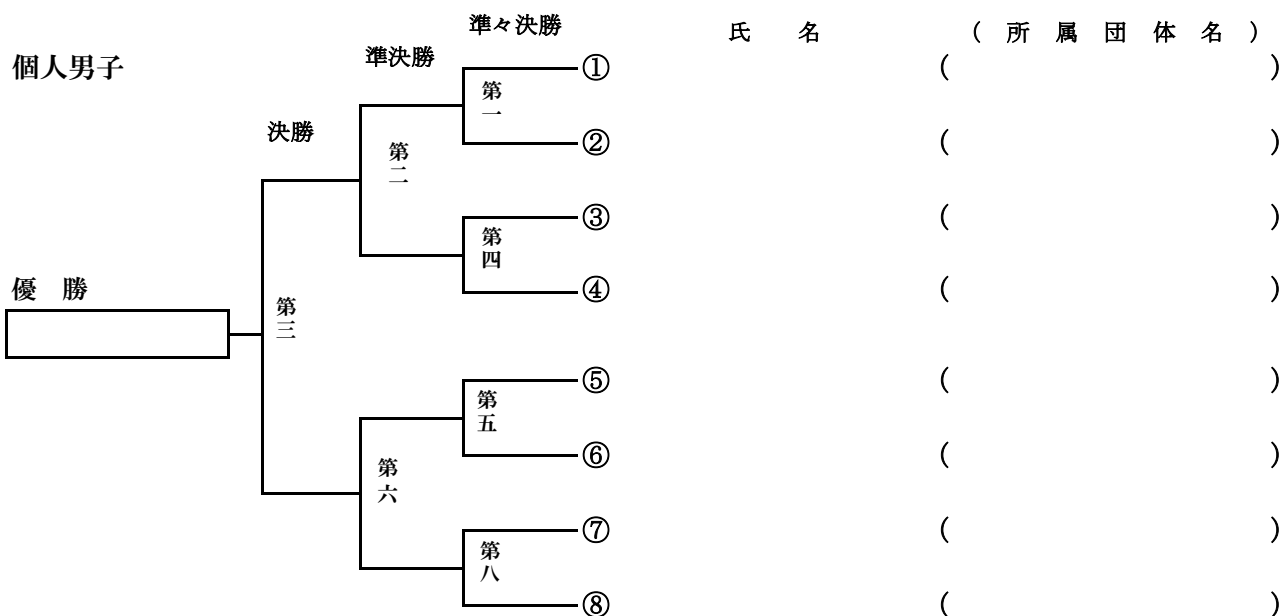 準々決勝
氏 名 （ 所 属 団 体 名 ）
準決勝
個人男子
① （ ）
第一
決勝
② （ ）
第二
③ （ ）
第四
④ （ ）
優 勝
第三
⑤ （ ）
第五
⑥ （ ）
第六
⑦ （ ）
第八
⑧ （ ）